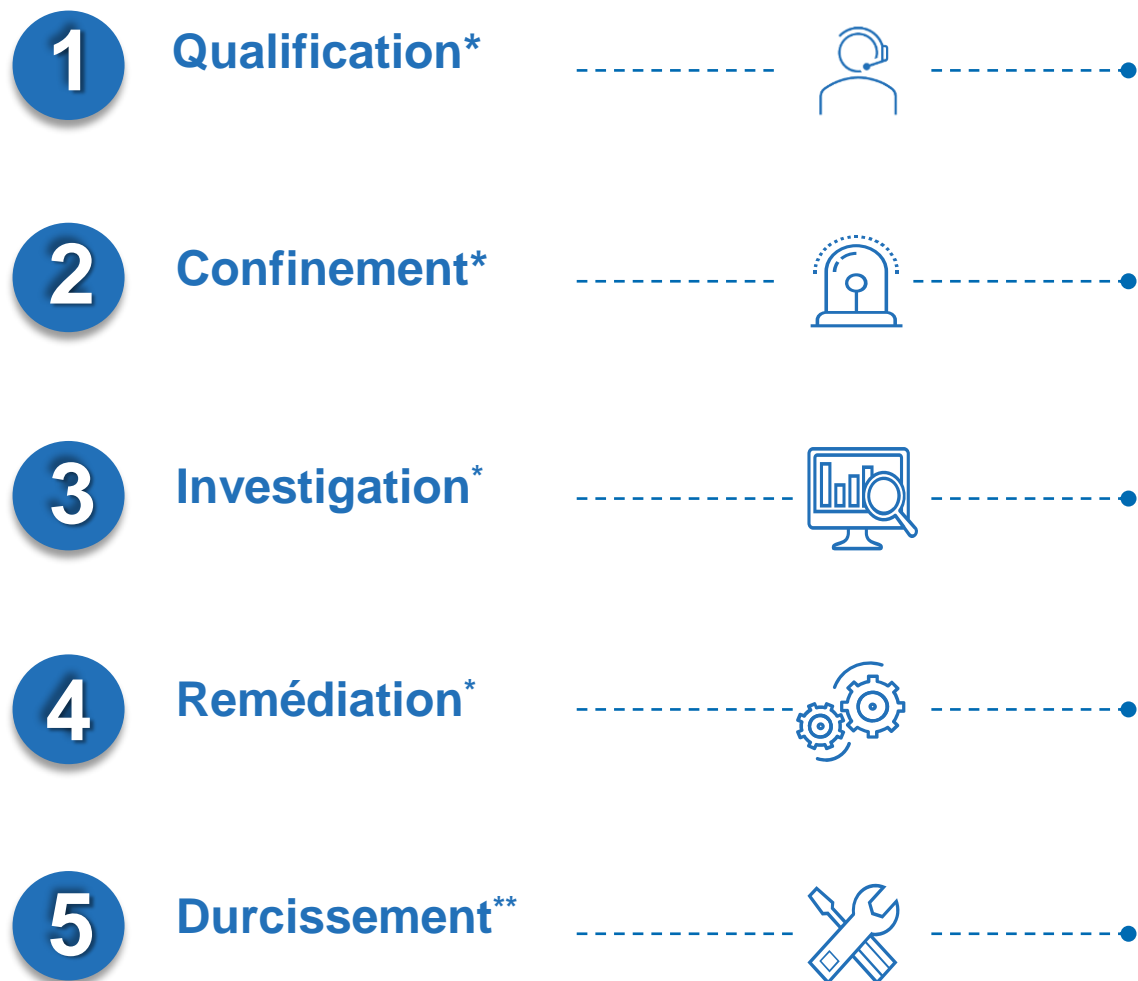 1 Qualification*
2 Confinement*
3 Investigation*
4 Remédiation*
5 Durcissement**